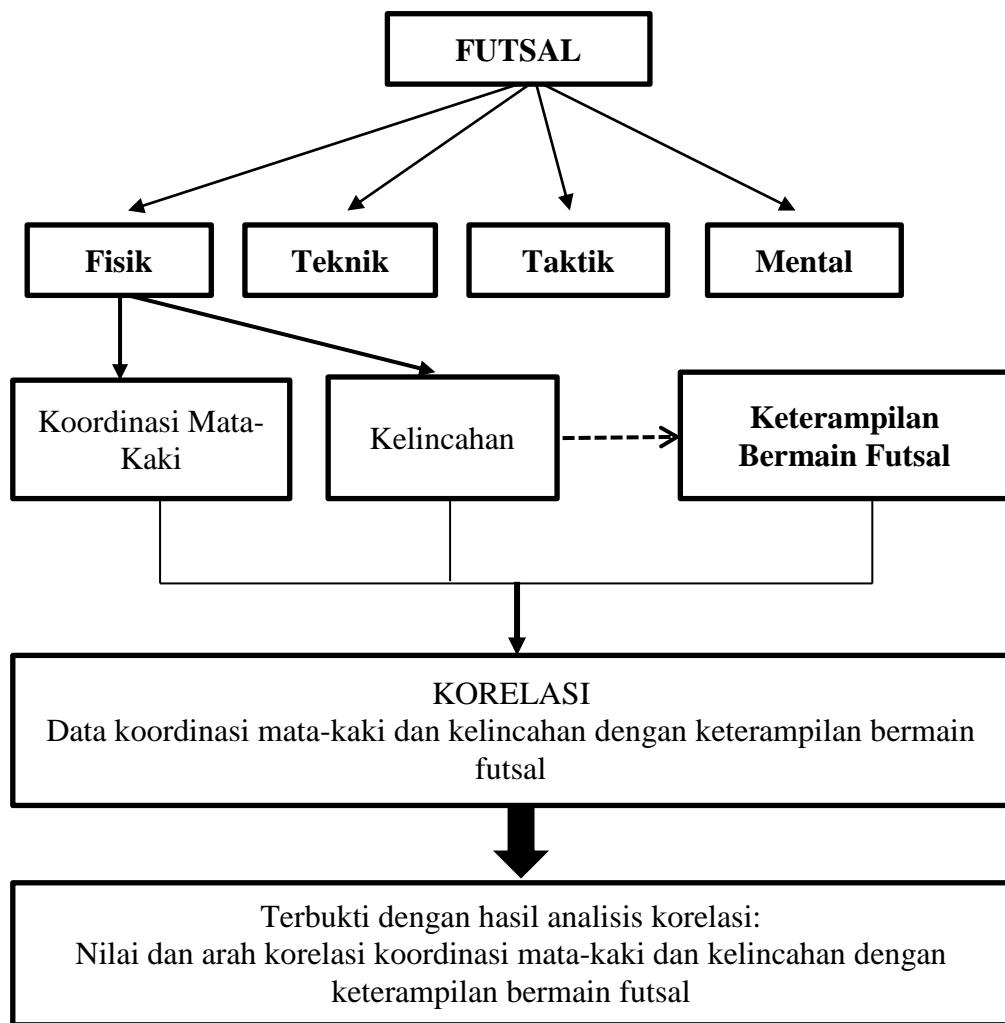 FUTSAL
Fisik
Teknik
Taktik
Mental
Koordinasi Mata-
Kaki
Kelincahan
Keterampilan
Bermain Futsal
KORELASI
Data koordinasi mata-kaki dan kelincahan dengan keterampilan bermain
futsal
Terbukti dengan hasil analisis korelasi:
Nilai dan arah korelasi koordinasi mata-kaki dan kelincahan dengan
keterampilan bermain futsal